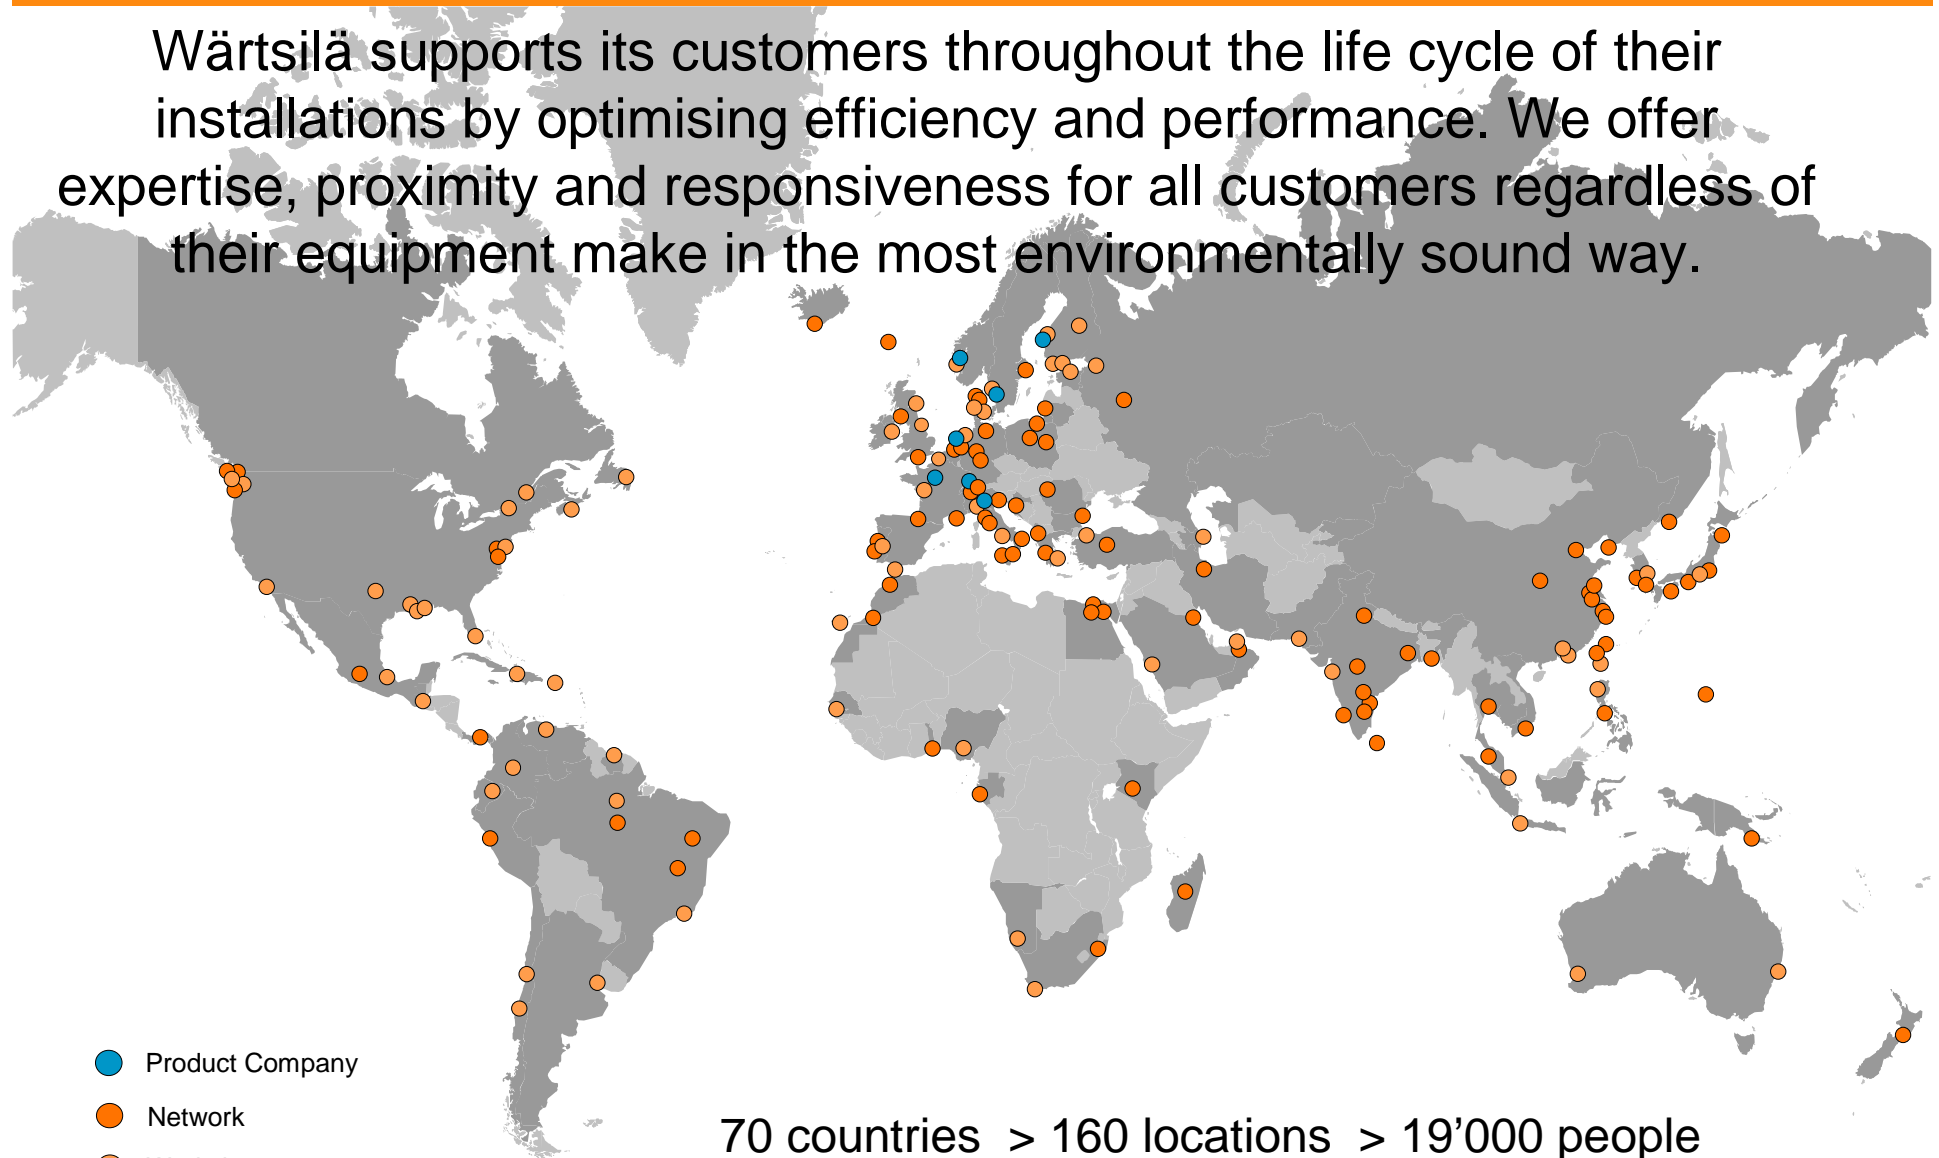 Wärtsilä supports its customers throughout the life cycle of their
installations by optimising efficiency and performance. We offer
expertise, proximity and responsiveness for all customers regardless of
their equipment make in the most environmentally sound way.
Product Company
Network
70 countries > 160 locations > 19’000 people